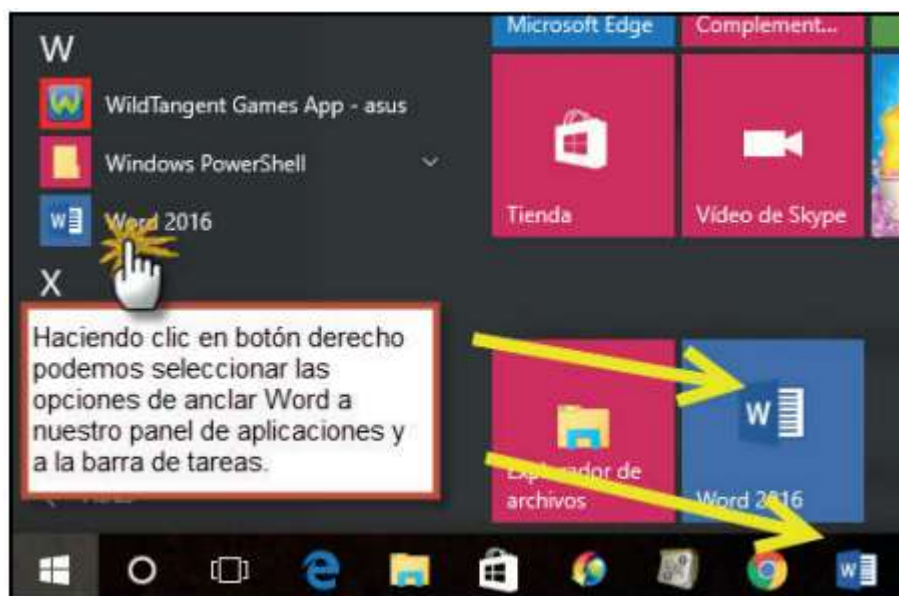 W
WildTangent Games App - asus
Windows PowerShell
Word 2016
X
Haciendo clic en botón derecho
podemos seleccionar las
opciones de anclar Word a
nuestro panel de aplicaciones y
a la barra de tareas.
Microsoft Edge
Complement...
Tienda
Vídeo de Skype
Explorador de
archivos
Word 2016